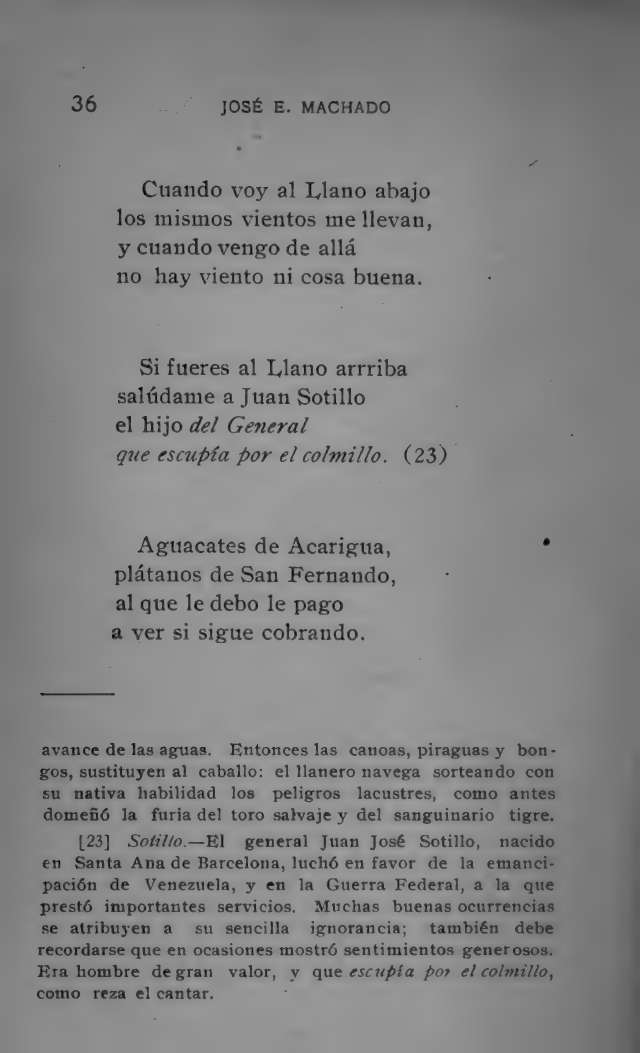 36
JOSÉ E. MACHADO
Cuando voy al Llano abajo
los mismos vientos me llevan,
y cuando vengo de allá
no hay viento ni cosa buena.
Si fueres al Llano arrriba
salúdame a Juan Sotillo
el hijo del General
que escupía por el colmillo. (23)
Aguacates de Acarigua,
plátanos de San Fernando,
al que le debo le pago
a ver si sigue cobrando.
avance de las aguas. Entonces las canoas, piraguas y bon-
gos, sustituyen al caballo: el llanero navega sorteando con
su nativa habilidad los peligros lacustres, como antes
domeñó la furia del toro salvaje y del sanguinario tigre.
[23] Sotillo.—El general Juan José Sotillo, nacido
en Santa Ana de Barcelona, luchó en favor de la emanci-
pación de Venezuela, y en la Guerra Federal, a la que
prestó importantes servicios. Muchas buenas ocurrencias
se atribuyen a su sencilla ignorancia; también debe
recordarse que en ocasiones mostró sentimientos generosos.
Era hombre de gran valor, y que escupía por el colmillo,
como reza el cantar.